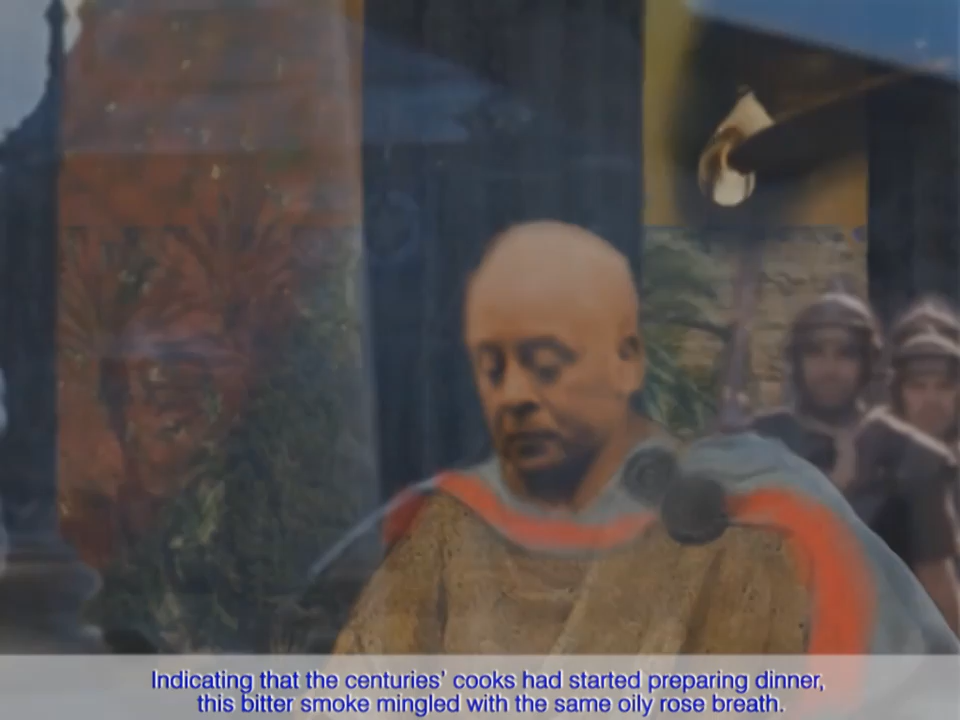 Indicating that the centuries’ cooks had started preparing dinner,
this bitter smoke mingled with the same oily rose breath.